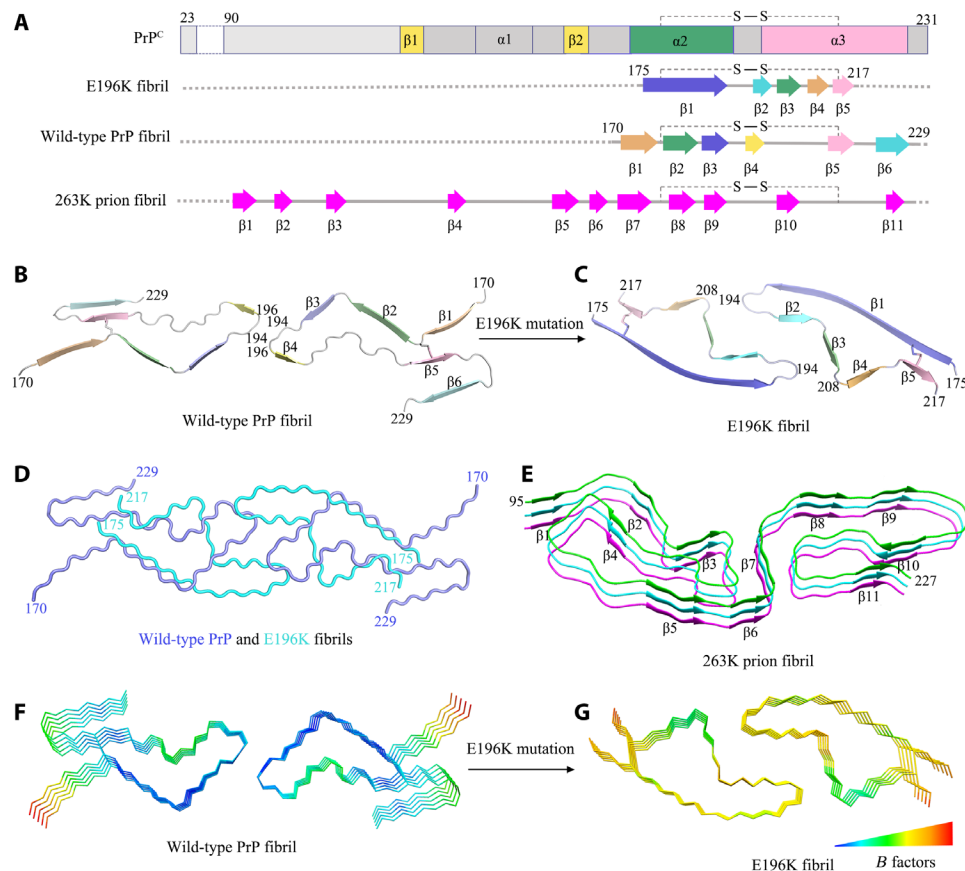 A
23 90 231
PrPC β1 α1 β2 α2 α3
S—S
E196K fibril 175 S—S 217
β1 β2 β3 β4 β5
Wild-type PrP fibril 170 S—S 229
β1 β2 β3 β4 β5 β6
263K prion fibril S—S
β1 β2 β3 β4 β5 β6 β7 β8 β9 β10 β11
B
229 196 194 194 196 170
β3 β2 β1 170
β4 β5 β6 229
Wild-type PrP fibril
E196K mutation
C
217 175 208 194 194 208 175 217
β1 β2 β3 β4 β5
E196K fibril
D
229 217 175 170
170 175 217 229
Wild-type PrP and E196K fibrils
E
95 β1 β2 β4 β3 β7 β8 β9
β10 227 β11
β5 β6
263K prion fibril
F
Wild-type PrP fibril
E196K mutation
G
E196K fibril
B factors